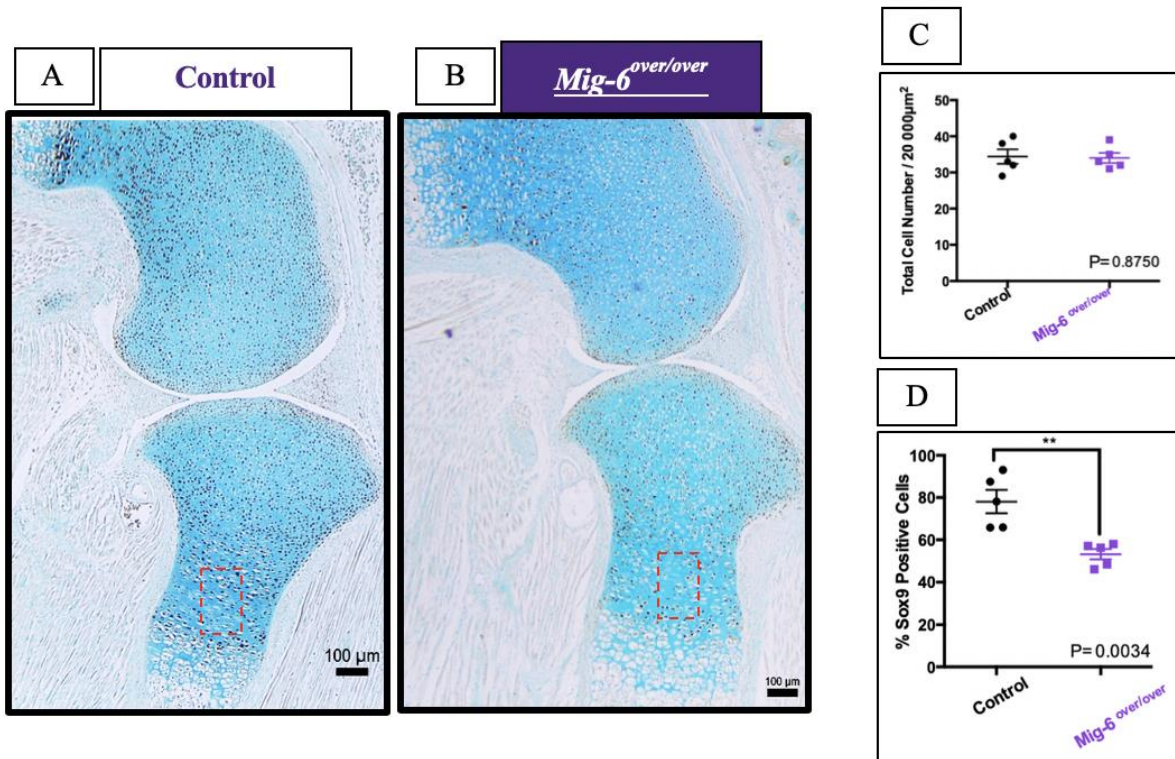 A
Control
B
Mig-6over/over
100 µm
100 µm
C
Total Cell Number / 20 000µm2
50
40
30
20
10
0
P= 0.8750
Control
Mig-6 over/over
D
% Sox9 Positive Cells
100
80
60
40
20
0
**
P= 0.0034
Control
Mig-6 over/over